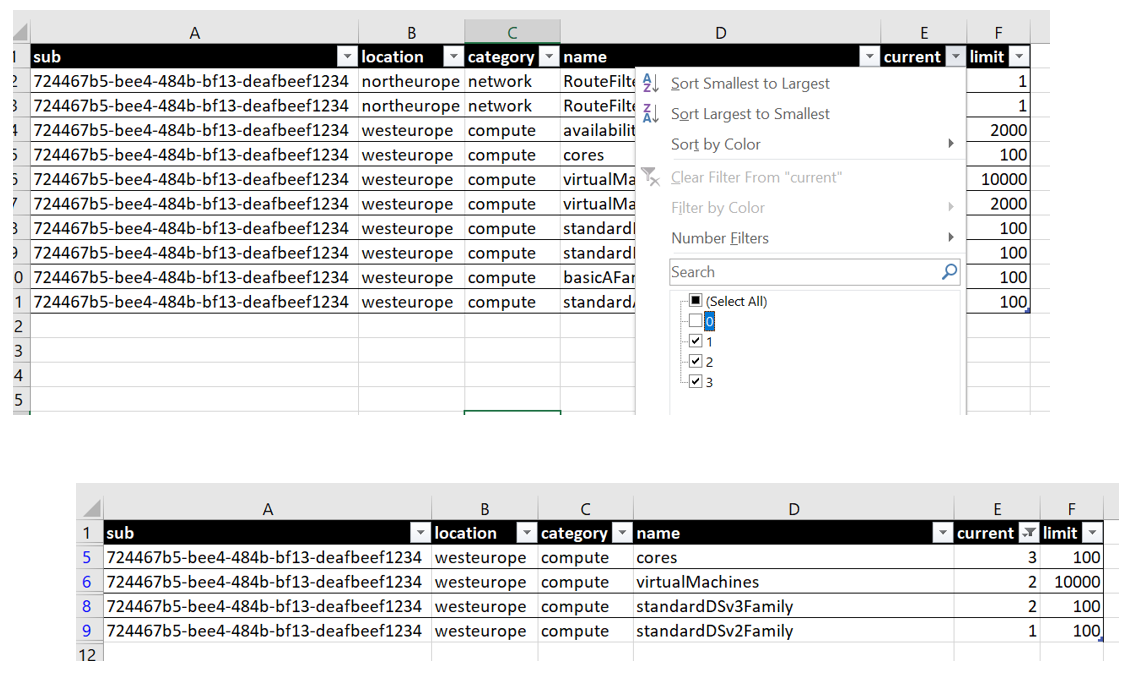 A B C D E F
1 sub location category name current limit
2 724467b5-bee4-484b-bf13-deafbeef1234 northeurope network RouteFilte 1
3 724467b5-bee4-484b-bf13-deafbeef1234 northeurope network RouteFilte 1
4 724467b5-bee4-484b-bf13-deafbeef1234 westeurope compute availabilit 2000
5 724467b5-bee4-484b-bf13-deafbeef1234 westeurope compute cores 100
6 724467b5-bee4-484b-bf13-deafbeef1234 westeurope compute virtualMa 10000
7 724467b5-bee4-484b-bf13-deafbeef1234 westeurope compute virtualMa 2000
8 724467b5-bee4-484b-bf13-deafbeef1234 westeurope compute standard 100
9 724467b5-bee4-484b-bf13-deafbeef1234 westeurope compute standard 100
0 724467b5-bee4-484b-bf13-deafbeef1234 westeurope compute basicAFar 100
1 724467b5-bee4-484b-bf13-deafbeef1234 westeurope compute standard 100
2
3
4
5
Sort Smallest to Largest
Sort Largest to Smallest
Sort by Color
Clear Filter From "current"
Filter by Color
Number Filters
Search
(Select All)
0
1
2
3
A B C D E F
1 sub location category name current limit
5 724467b5-bee4-484b-bf13-deafbeef1234 westeurope compute cores 3 100
6 724467b5-bee4-484b-bf13-deafbeef1234 westeurope compute virtualMachines 2 10000
8 724467b5-bee4-484b-bf13-deafbeef1234 westeurope compute standardDSv3Family 2 100
9 724467b5-bee4-484b-bf13-deafbeef1234 westeurope compute standardDSv2Family 1 100
12